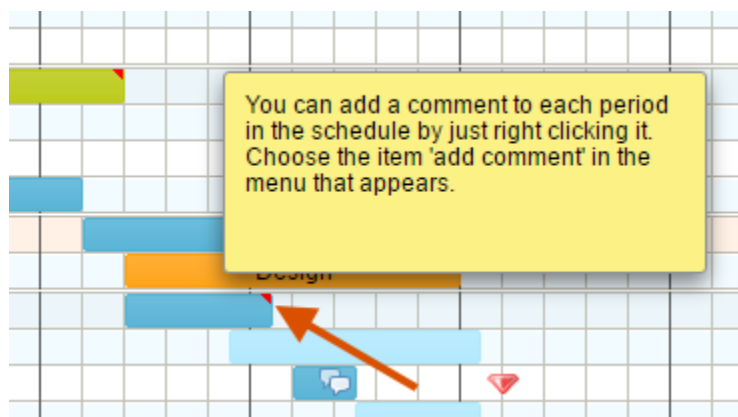 You can add a comment to each period
in the schedule by just right clicking it.
Choose the item 'add comment' in the
menu that appears.
Design